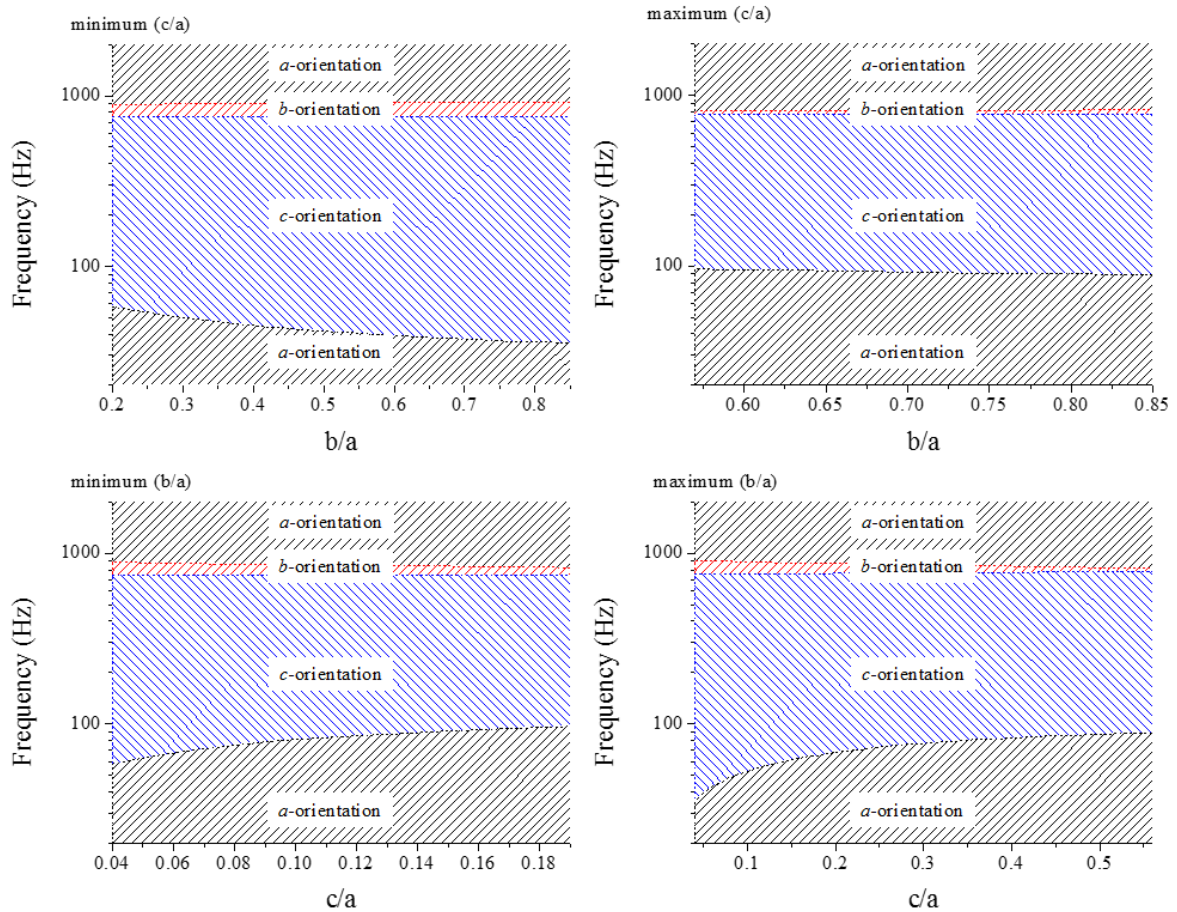 minimum (c/a)
a-orientation
1000
b-orientation
c-orientation
100
a-orientation
Frequency (Hz)
0.2 0.3 0.4 0.5 0.6 0.7 0.8
b/a
maximum (c/a)
a-orientation
1000
b-orientation
c-orientation
100
a-orientation
Frequency (Hz)
0.60 0.65 0.70 0.75 0.80 0.85
b/a
minimum (b/a)
a-orientation
1000
b-orientation
c-orientation
100
a-orientation
Frequency (Hz)
0.04 0.06 0.08 0.10 0.12 0.14 0.16 0.18
c/a
maximum (b/a)
a-orientation
1000
b-orientation
c-orientation
100
a-orientation
Frequency (Hz)
0.1 0.2 0.3 0.4 0.5
c/a